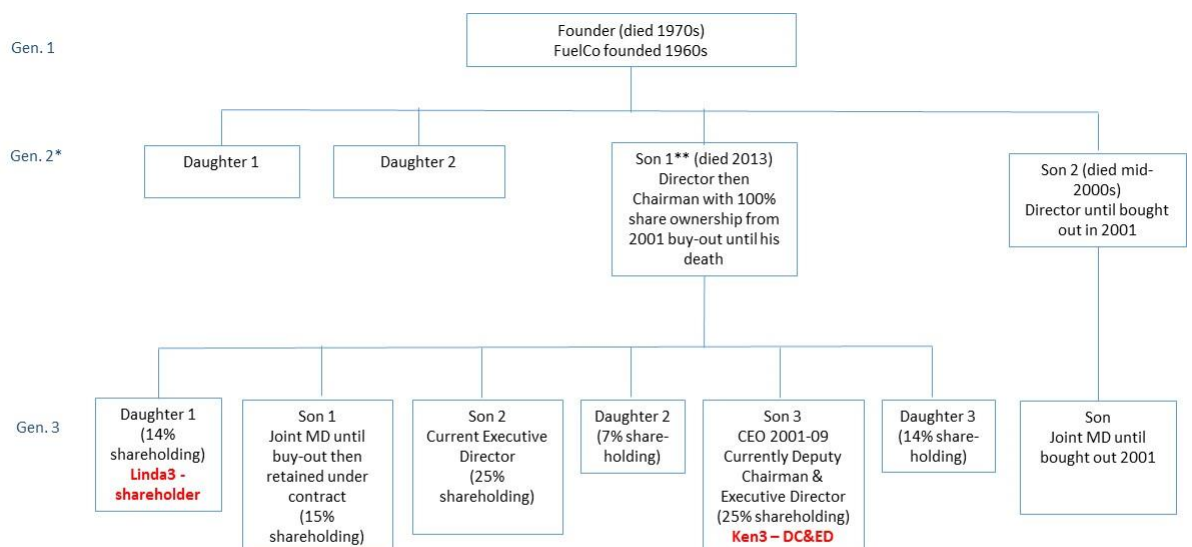 Gen. 1
Founder (died 1970s)
FuelCo founded 1960s
Gen. 2*
Daughter 1
Daughter 2
Son 1** (died 2013)
Director then
Chairman with 100%
share ownership from
2001 buy-out until his
death
Son 2 (died mid-
2000s)
Director until bought
out in 2001
Gen. 3
Daughter 1
(14%
shareholding)
Linda3 -
shareholder
Son 1
Joint MD until
buy-out then
retained under
contract
(15%
shareholding)
Son 2
Current Executive
Director
(25%
shareholding)
Daughter 2
(7% share-
holding)
Son 3
CEO 2001-09
Currently Deputy
Chairman &
Executive Director
(25% shareholding)
Ken3 – DC&ED
Daughter 3
(14% share-
holding)
Son
Joint MD until
bought out 2001